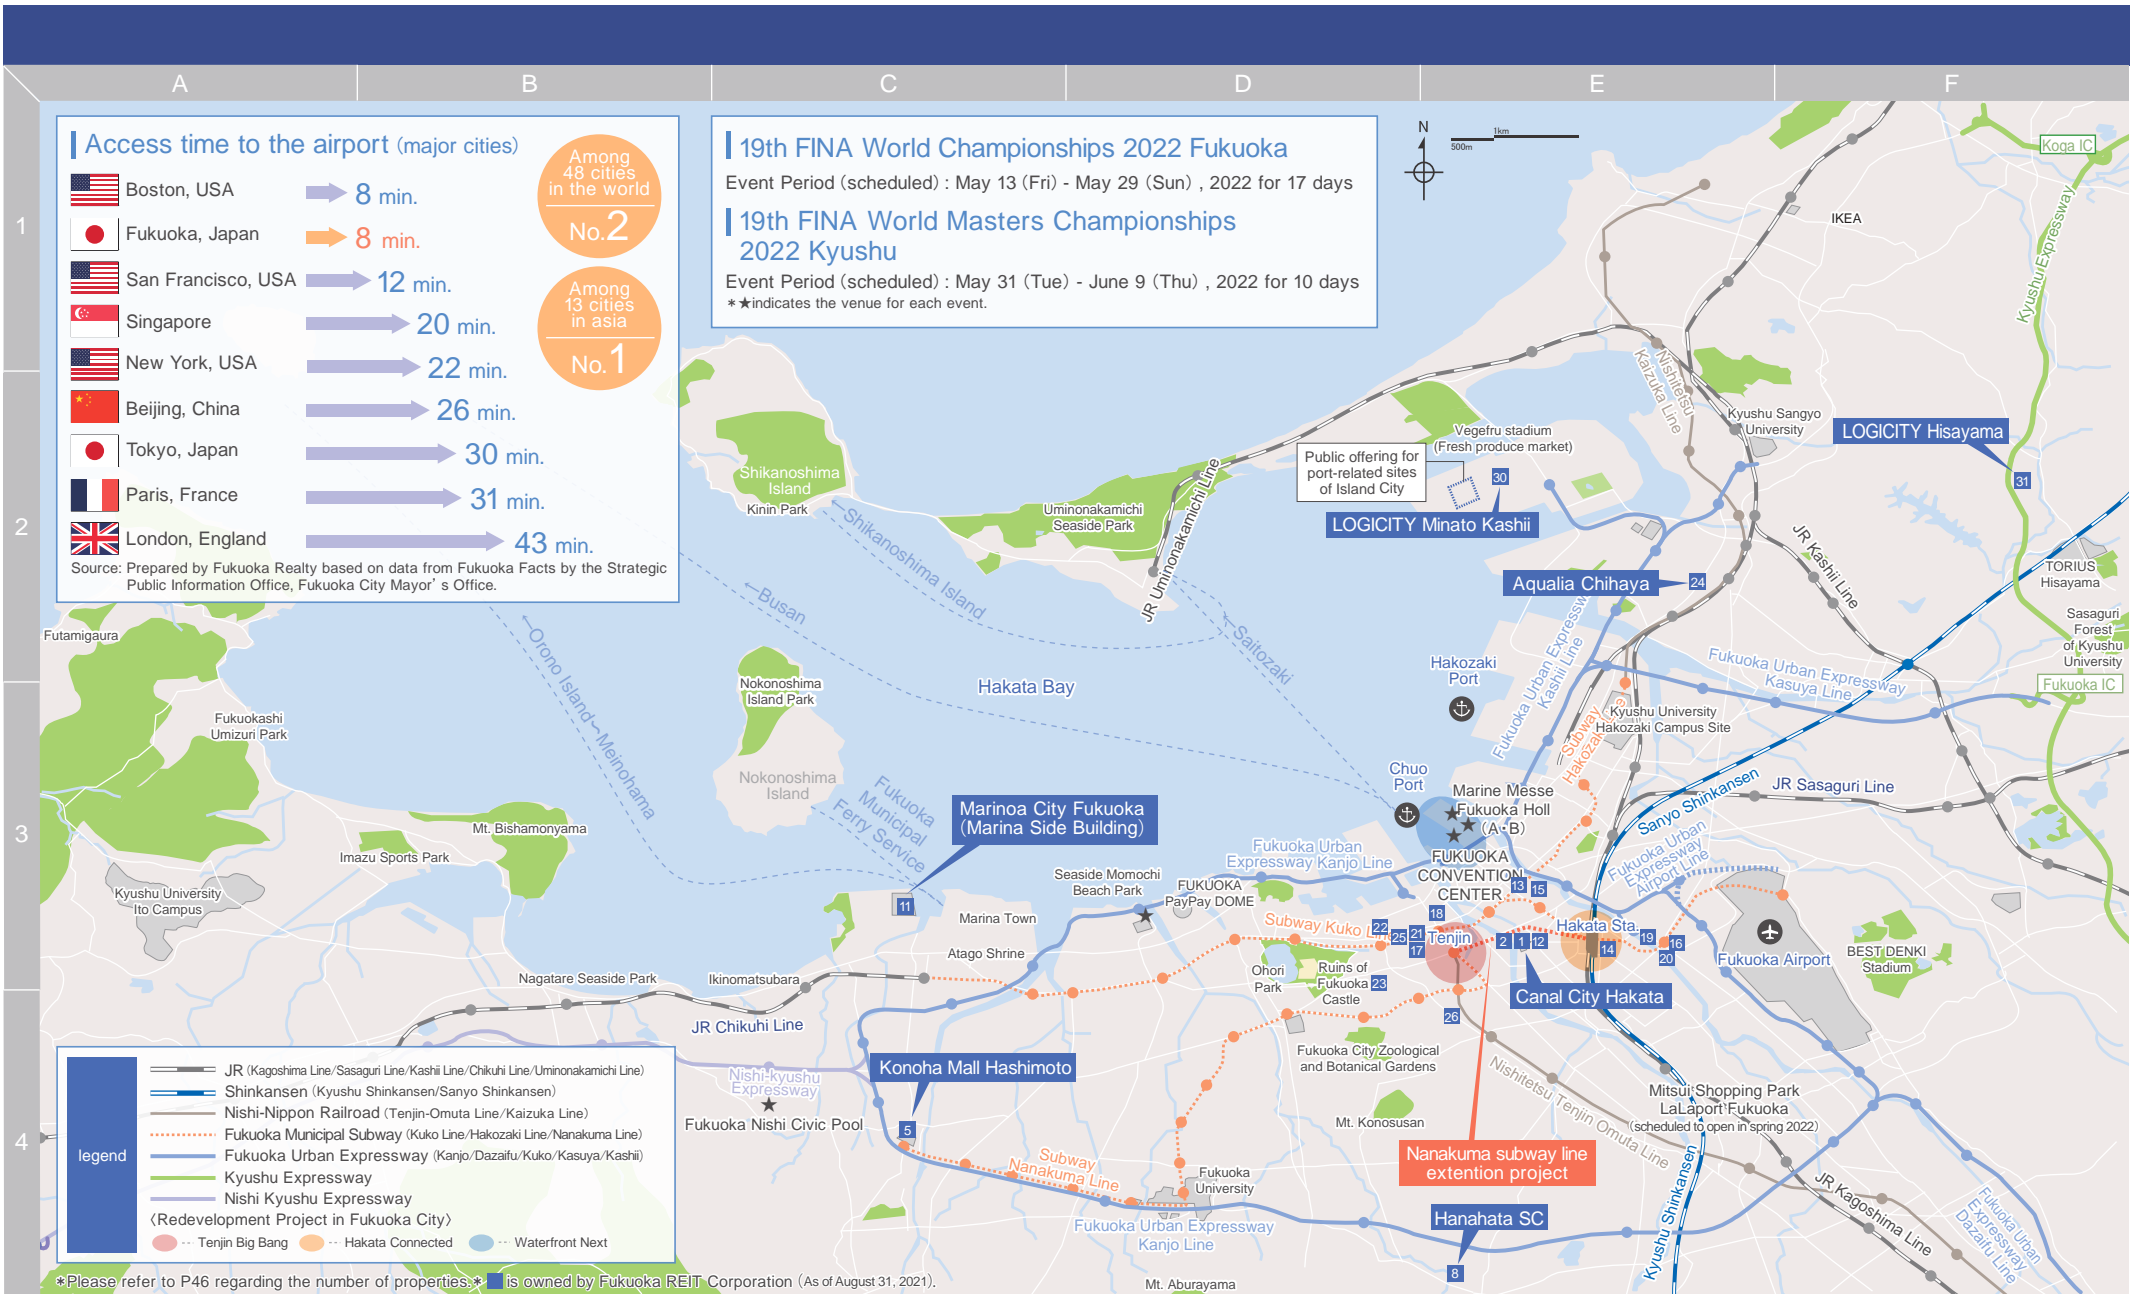 A
B
C
D
E
F
1
2
3
4
Access time to the airport (major cities)
Boston, USA
8 min.
Fukuoka, Japan
8 min.
San Francisco, USA
12 min.
Singapore
20 min.
New York, USA
22 min.
Beijing, China
26 min.
Tokyo, Japan
30 min.
Paris, France
31 min.
London, England
43 min.
Among
48 cities
in the world
No.2
Among
13 cities
in asia
No.1
Source: Prepared by Fukuoka Realty based on data from Fukuoka Facts by the Strategic
Public Information Office, Fukuoka City Mayor's Office.
19th FINA World Championships 2022 Fukuoka
Event Period (scheduled) : May 13 (Fri) - May 29 (Sun) , 2022 for 17 days
19th FINA World Masters Championships
2022 Kyushu
Event Period (scheduled) : May 31 (Tue) - June 9 (Thu) , 2022 for 10 days
*★indicates the venue for each event.
N
1km
500m
Koga IC
Kyushu Expressway
IKEA
Nishitetsu
Kaizuka Line
Kyushu Sangyo
University
LOGICITY Hisayama
31
Vegefru stadium
(Fresh produce market)
Public offering for
port-related sites
of Island City
30
LOGICITY Minato Kashii
Shikanoshima
Island
Kinin Park
Uminonakamichi
Seaside Park
JR Uminonakamichi Line
←Shikanoshima Island
←Busan
←Saitozaki
←Orono Island～Meinohama
Aqualia Chihaya
24
JR Kashii Line
TORIUS
Hisayama
Sasaguri
Forest
of Kyushu
University
Fukuoka IC
Futamigaura
Fukuoka Urban Expressway
Kashii Line
Fukuoka Urban Expressway
Kasuya Line
Hakozaki
Port
Hakata Bay
Nokonoshima
Island Park
Nokonoshima
Island
Fukuokashi
Umizuri Park
Kyushu University
Hakozaki Campus Site
Subway
Hakozaki Line
Sanyo Shinkansen
JR Sasaguri Line
Chuo
Port
Marine Messe
Fukuoka Holl
(A･B)
FUKUOKA
CONVENTION
CENTER
Fukuoka
Municipal
Ferry Service
Marinoa City Fukuoka
(Marina Side Building)
11
Mt. Bishamonyama
Imazu Sports Park
Kyushu University
Ito Campus
Fukuoka Urban
Expressway Kanjo Line
Fukuoka Urban
Expressway
Airport Line
Seaside Momochi
Beach Park
FUKUOKA
PayPay DOME
Marina Town
Atago Shrine
Subway Kuko Line
13
15
18
22
25
21
17
Tenjin
2
1
12
Hakata Sta.
14
19
16
20
Fukuoka Airport
BEST DENKI
Stadium
Ohori
Park
Ruins of
Fukuoka
Castle
23
26
Canal City Hakata
Nagatare Seaside Park
Ikinomatsubara
JR Chikuhi Line
Konoha Mall Hashimoto
5
Nishi-kyushu
Expressway
Fukuoka Nishi Civic Pool
Fukuoka City Zoological
and Botanical Gardens
Mt. Konosusan
Nishitetsu Tenjin Omuta Line
Mitsui Shopping Park
LaLaport Fukuoka
(scheduled to open in spring 2022)
Nanakuma subway line
extention project
Subway
Nanakuma Line
Fukuoka
University
Fukuoka Urban Expressway
Kanjo Line
Hanahata SC
8
Kyushu Shinkansen
JR Kagoshima Line
Fukuoka Urban
Expressway
Dazaifu Line
Mt. Aburayama
legend
JR (Kagoshima Line/Sasaguri Line/Kashii Line/Chikuhi Line/Uminonakamichi Line)
Shinkansen (Kyushu Shinkansen/Sanyo Shinkansen)
Nishi-Nippon Railroad (Tenjin-Omuta Line/Kaizuka Line)
Fukuoka Municipal Subway (Kuko Line/Hakozaki Line/Nanakuma Line)
Fukuoka Urban Expressway (Kanjo/Dazaifu/Kuko/Kasuya/Kashii)
Kyushu Expressway
Nishi Kyushu Expressway
〈Redevelopment Project in Fukuoka City〉
Tenjin Big Bang
Hakata Connected
Waterfront Next
*Please refer to P46 regarding the number of properties.* ■ is owned by Fukuoka REIT Corporation (As of August 31, 2021).